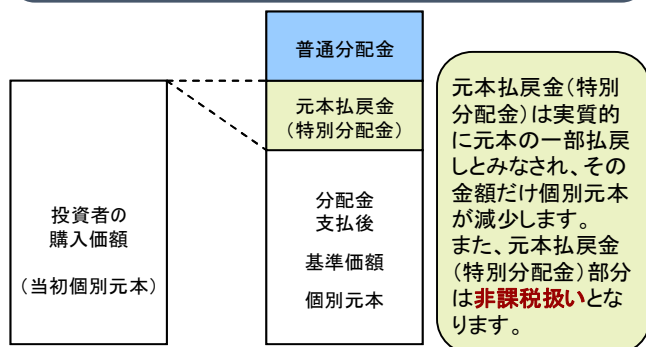 普通分配金
元本払戻金
(特別分配金)
投資者の
購入価額
(当初個別元本)
分配金
支払後
基準価額
個別元本
元本払戻金(特別
分配金)は実質的
に元本の一部払戻
しとみなされ、その
金額だけ個別元本
が減少します。
また、元本払戻金
(特別分配金)部分
は非課税扱いとな
ります。